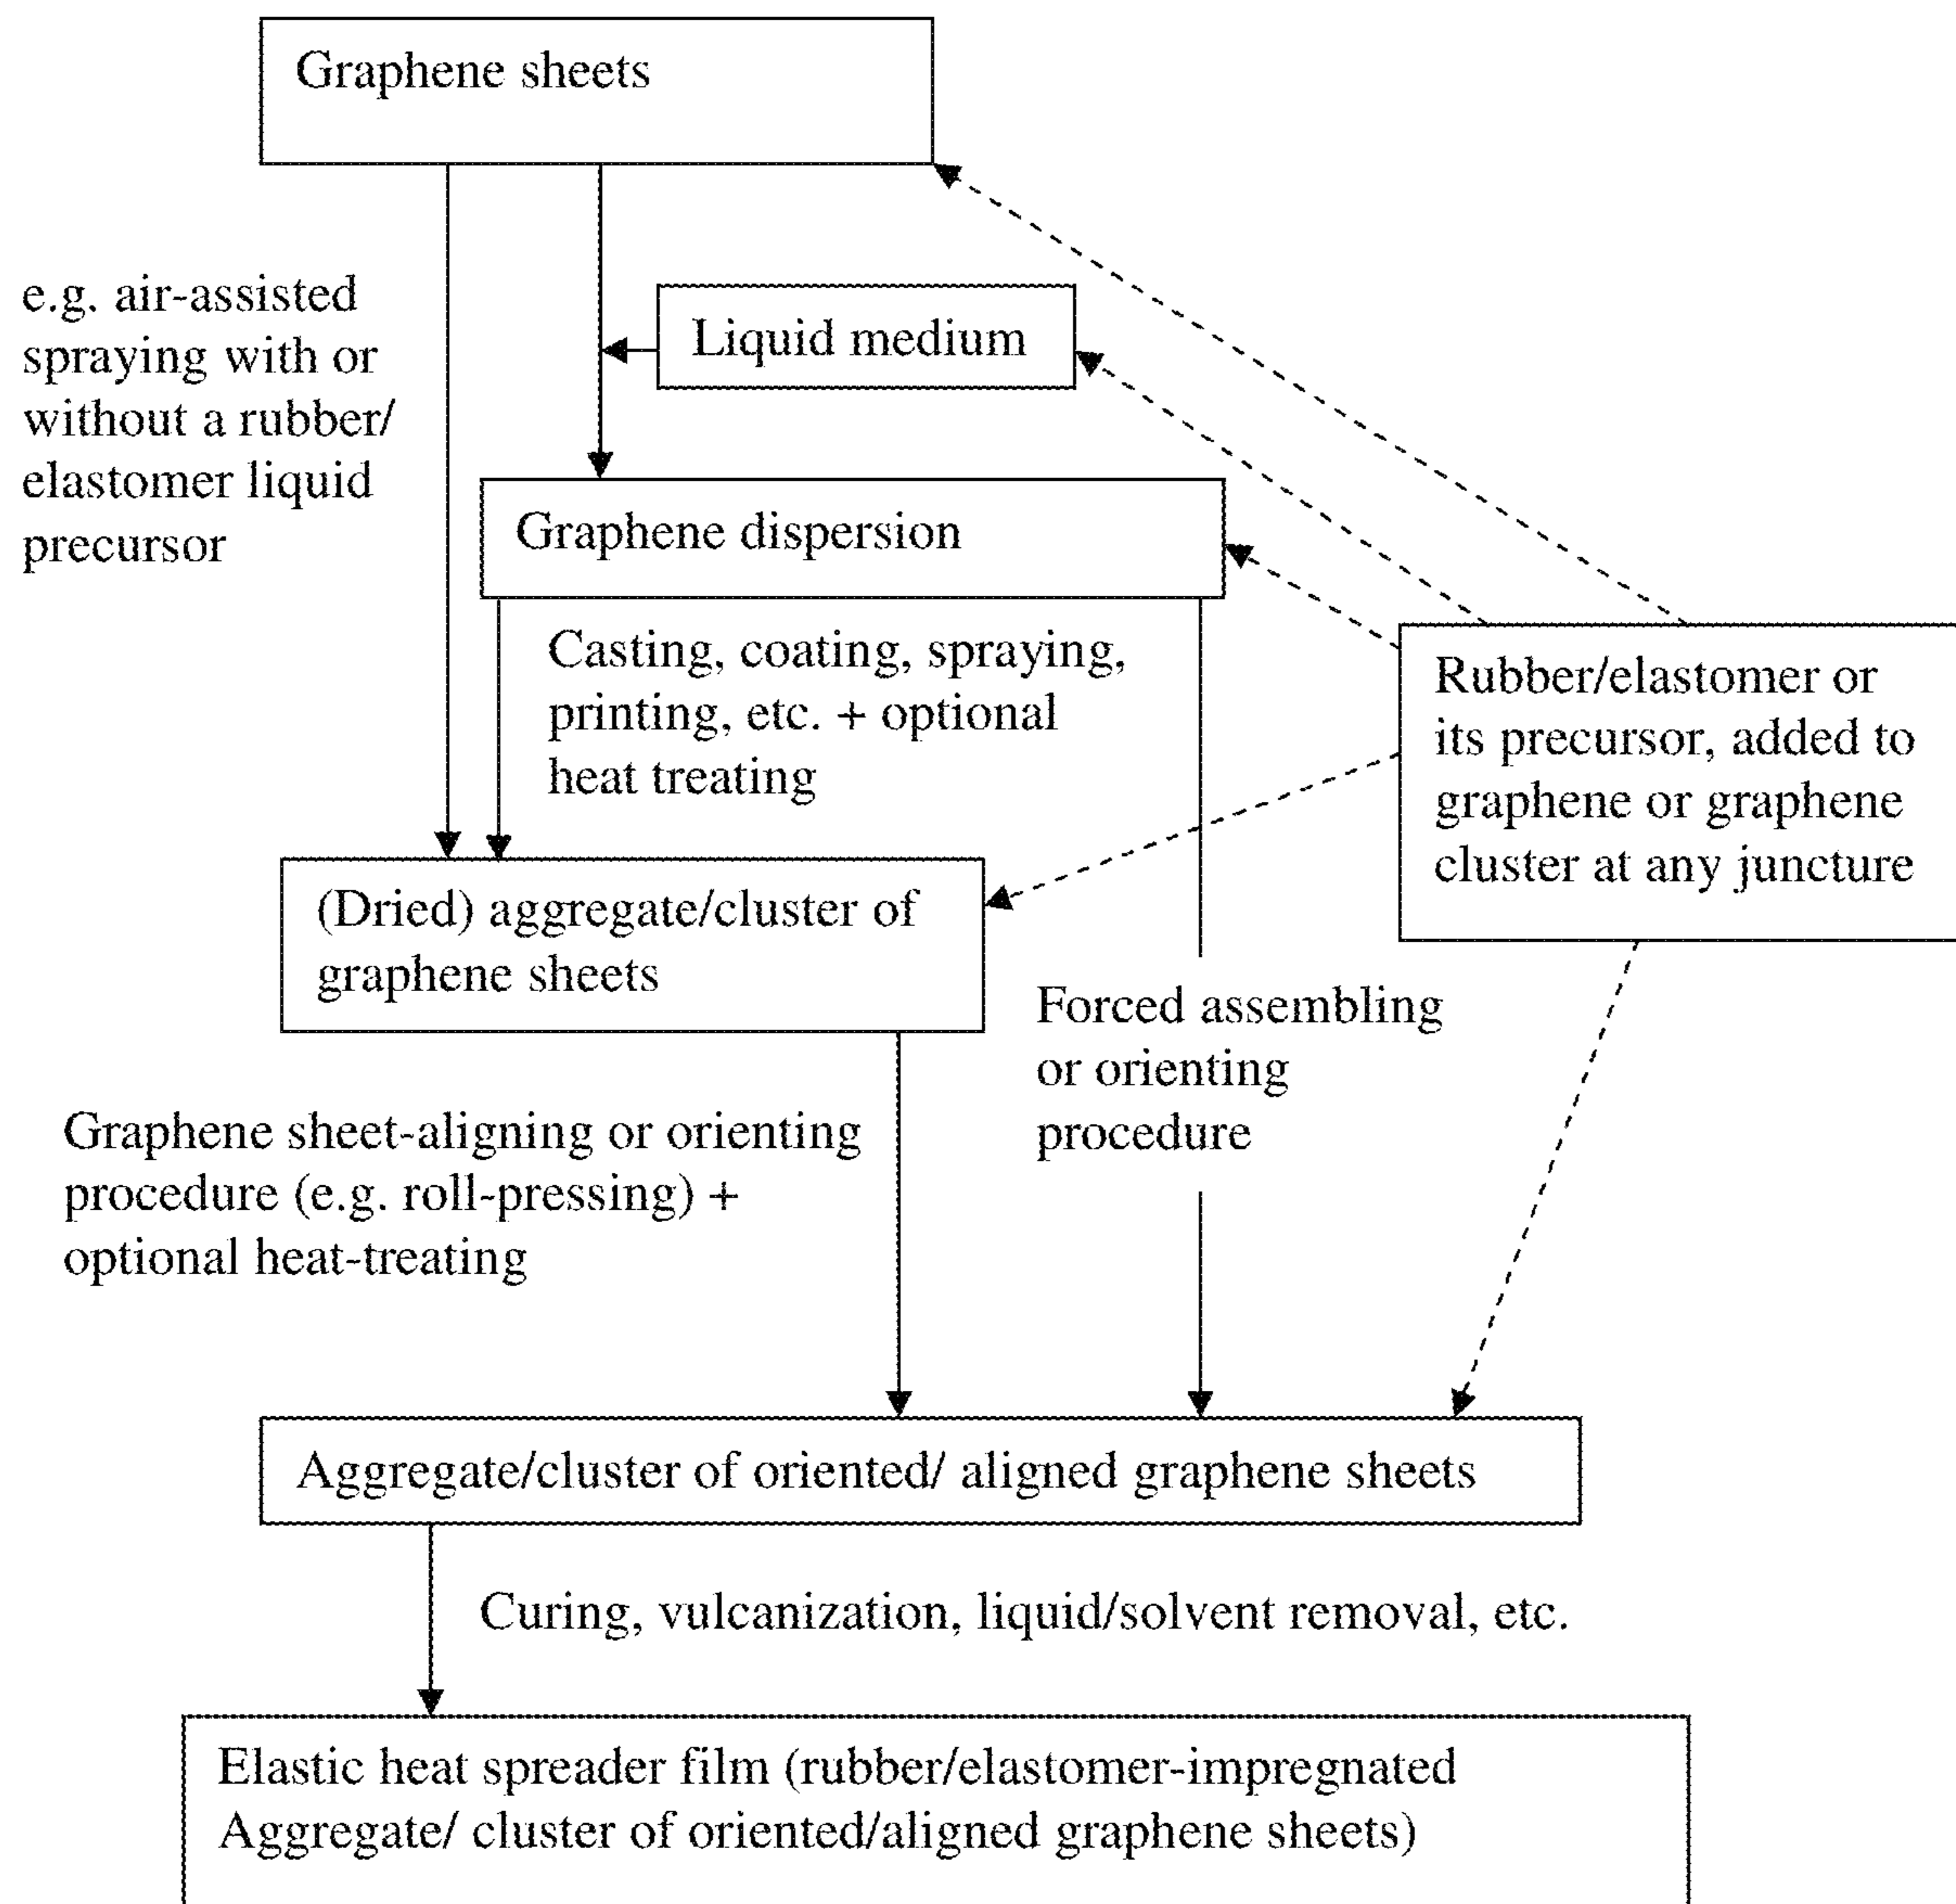 Graphene sheets
e.g. air-assisted
spraying with or
without a rubber/
elastomer liquid
precursor
Liquid medium
Graphene dispersion
Casting, coating, spraying,
printing, etc. + optional
heat treating
Rubber/elastomer or
its precursor, added to
graphene or graphene
cluster at any juncture
(Dried) aggregate/cluster of
graphene sheets
Forced assembling
or orienting
procedure
Graphene sheet-aligning or orienting
procedure (e.g. roll-pressing) +
optional heat-treating
Aggregate/cluster of oriented/ aligned graphene sheets
Curing, vulcanization, liquid/solvent removal, etc.
Elastic heat spreader film (rubber/elastomer-impregnated
Aggregate/ cluster of oriented/aligned graphene sheets)